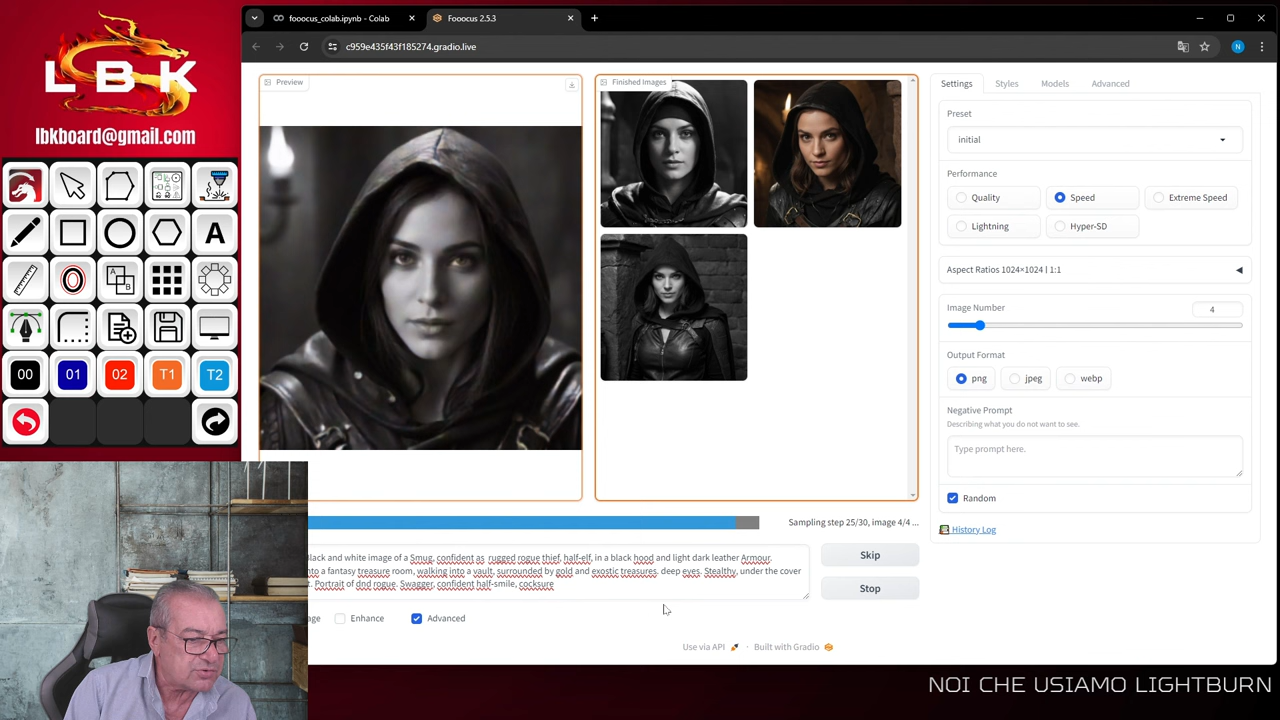 LBK
lbkboard@gmail.com
A
A
B
00
01
02
T1
T2
fooocus_colab.ipynb - Colab
Fooocus 2.5.3
c959e435f43f185274.gradio.live
N
Preview
Finished Images
Settings
Styles
Models
Advanced
Preset
initial
Performance
Quality
Speed
Extreme Speed
Lightning
Hyper-SD
Aspect Ratios 1024×1024 | 1:1
Image Number
4
Output Format
png
jpeg
webp
Negative Prompt
Describing what you do not want to see.
Type prompt here.
Random
History Log
Sampling step 25/30, image 4/4 ...
Black and white image of a Smug, confident as rugged rogue thief, half-elf, in a black hood and light dark leather Armour.
nto a fantasy treasure room, walking into a vault, surrounded by gold and exostic treasures. deep eyes. Stealthy, under the cover
. Portrait of dnd rogue. Swagger, confident half-smile, cocksure
Skip
Stop
age
Enhance
Advanced
Use via API
· Built with Gradio
NOI CHE USIAMO LIGHTBURN